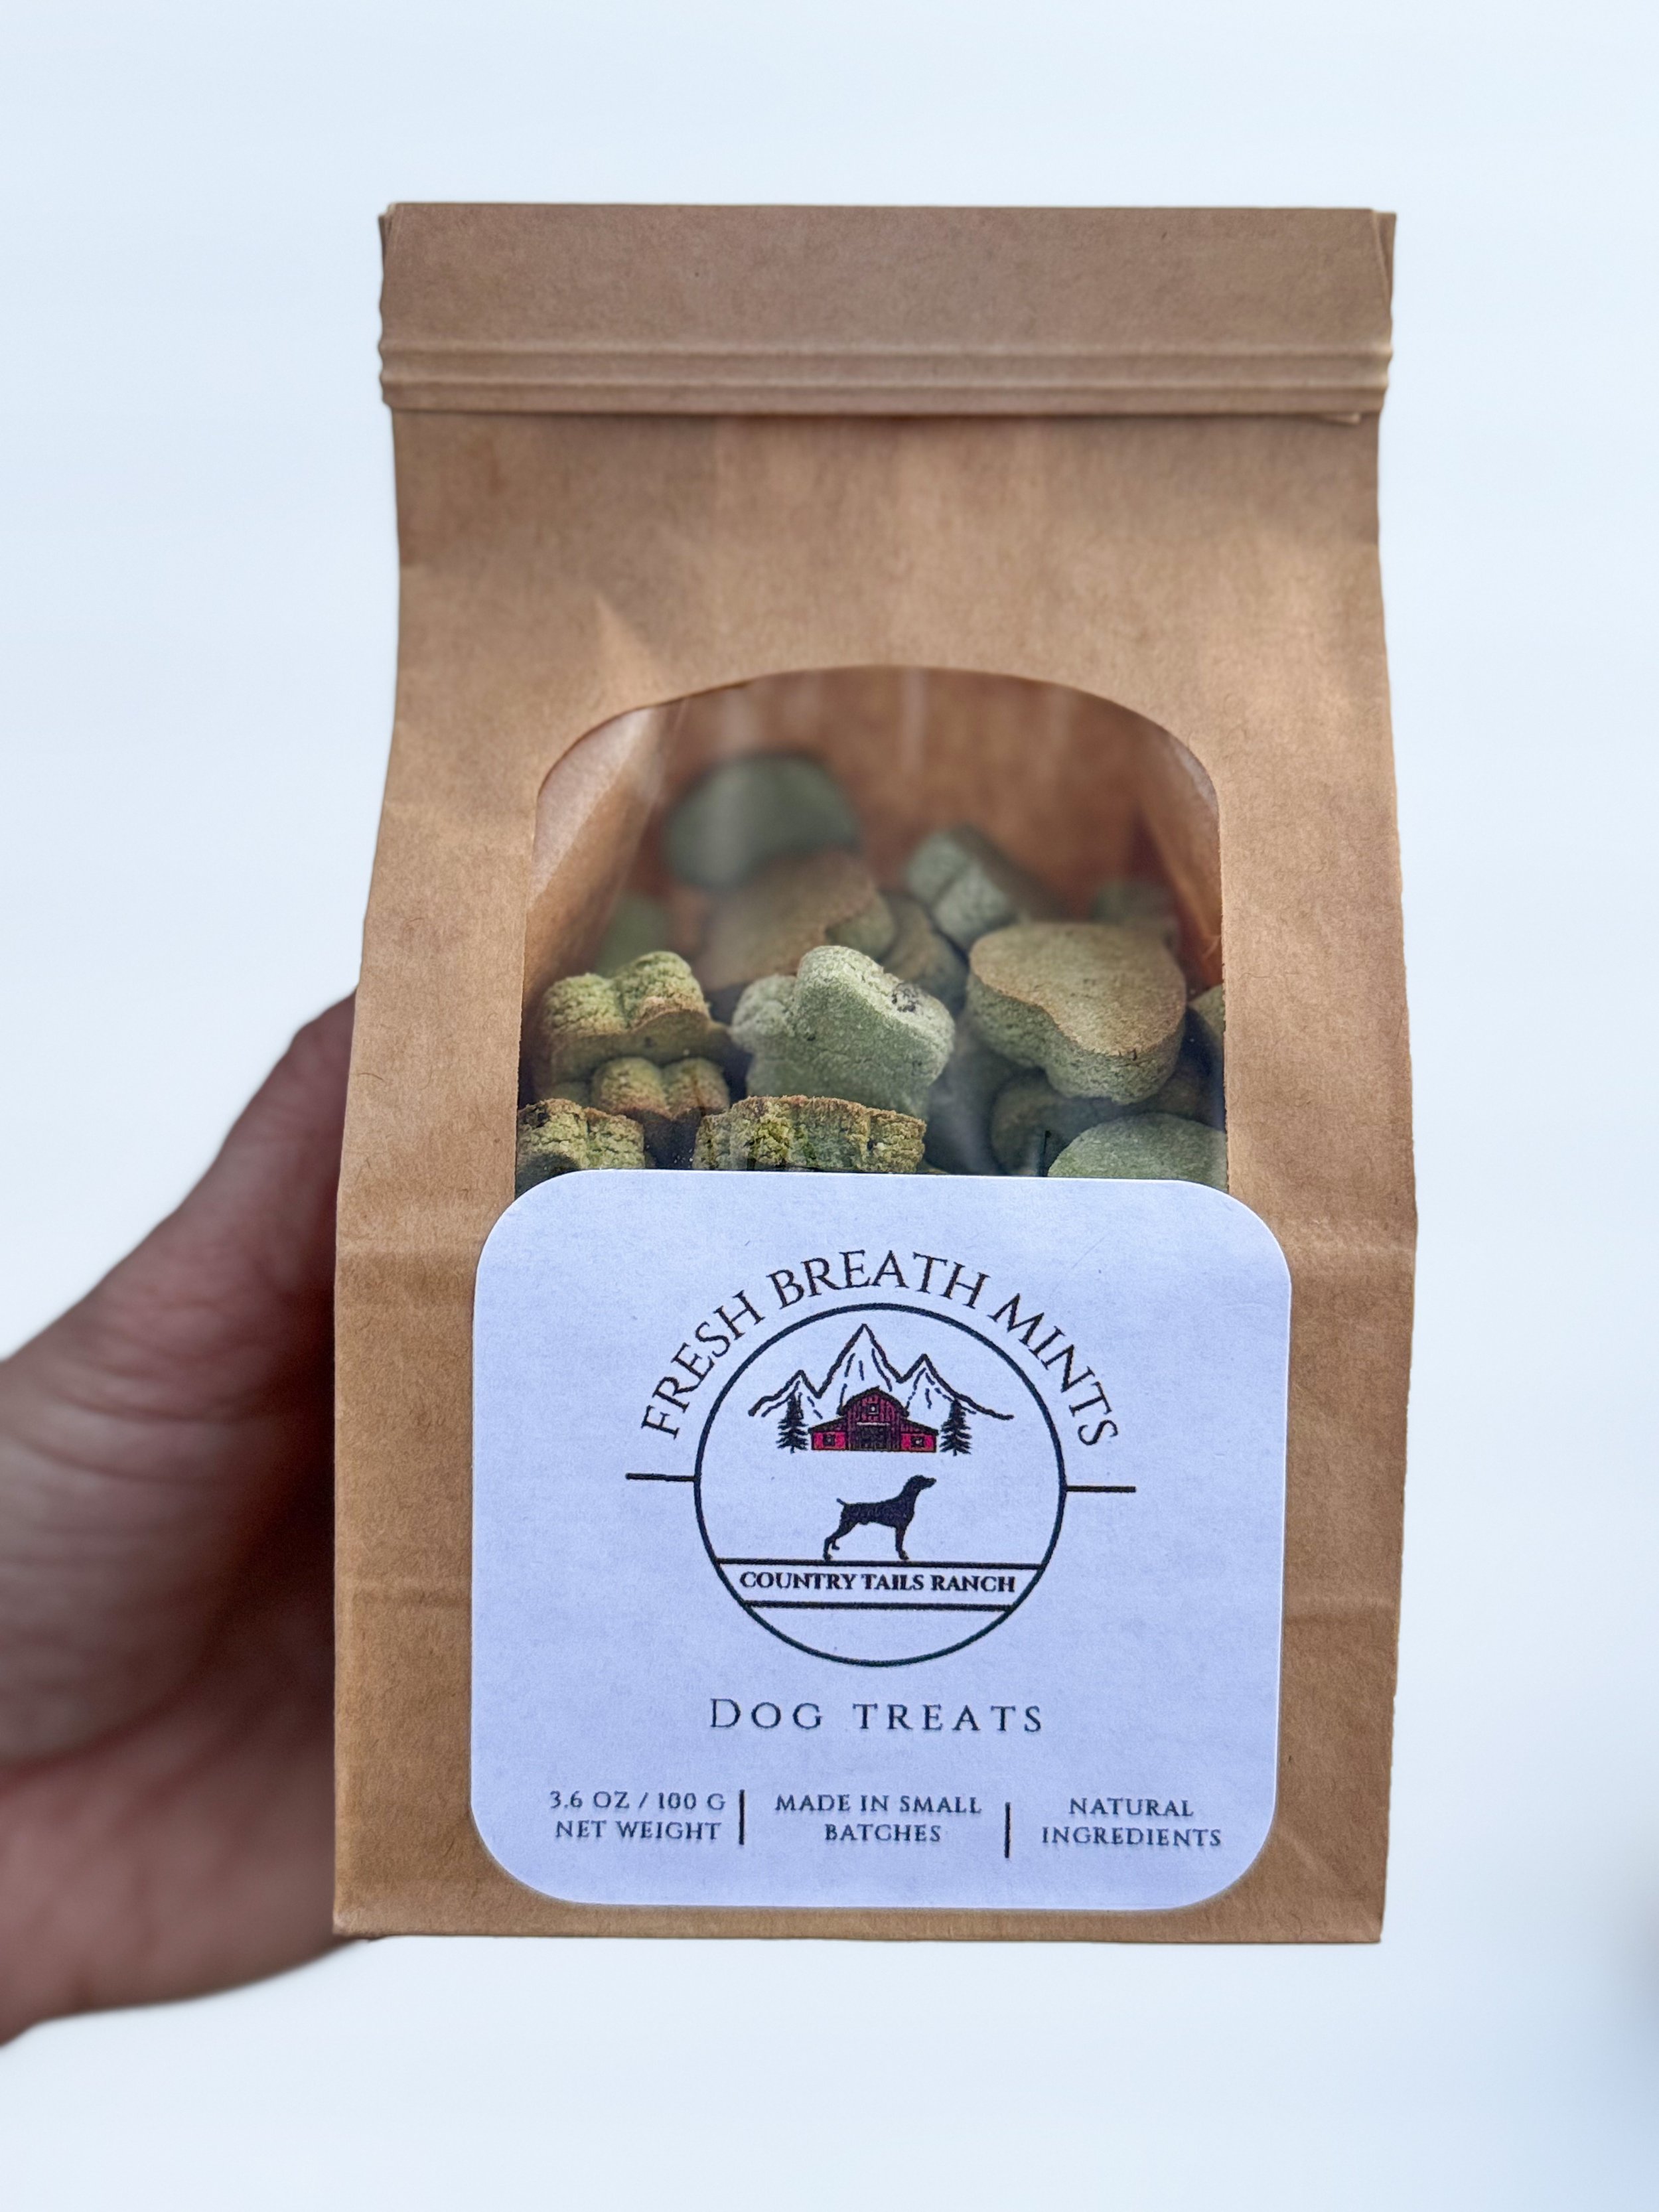 FRESH BREATH MINTS
COUNTRY TAILS RANCH
DOG TREATS
3.6 OZ / 100 G
NET WEIGHT
MADE IN SMALL
BATCHES
NATURAL
INGREDIENTS